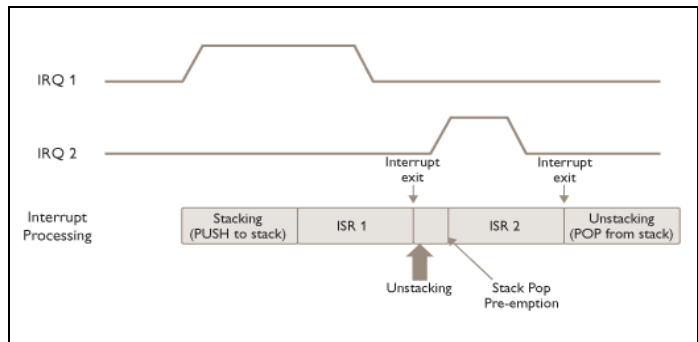 IRQ 1
IRQ 2
Interrupt
exit
Interrupt
exit
Interrupt
Processing
Stacking
(PUSH to stack)
ISR 1
ISR 2
Unstacking
(POP from stack)
Unstacking
Stack Pop
Pre-emption